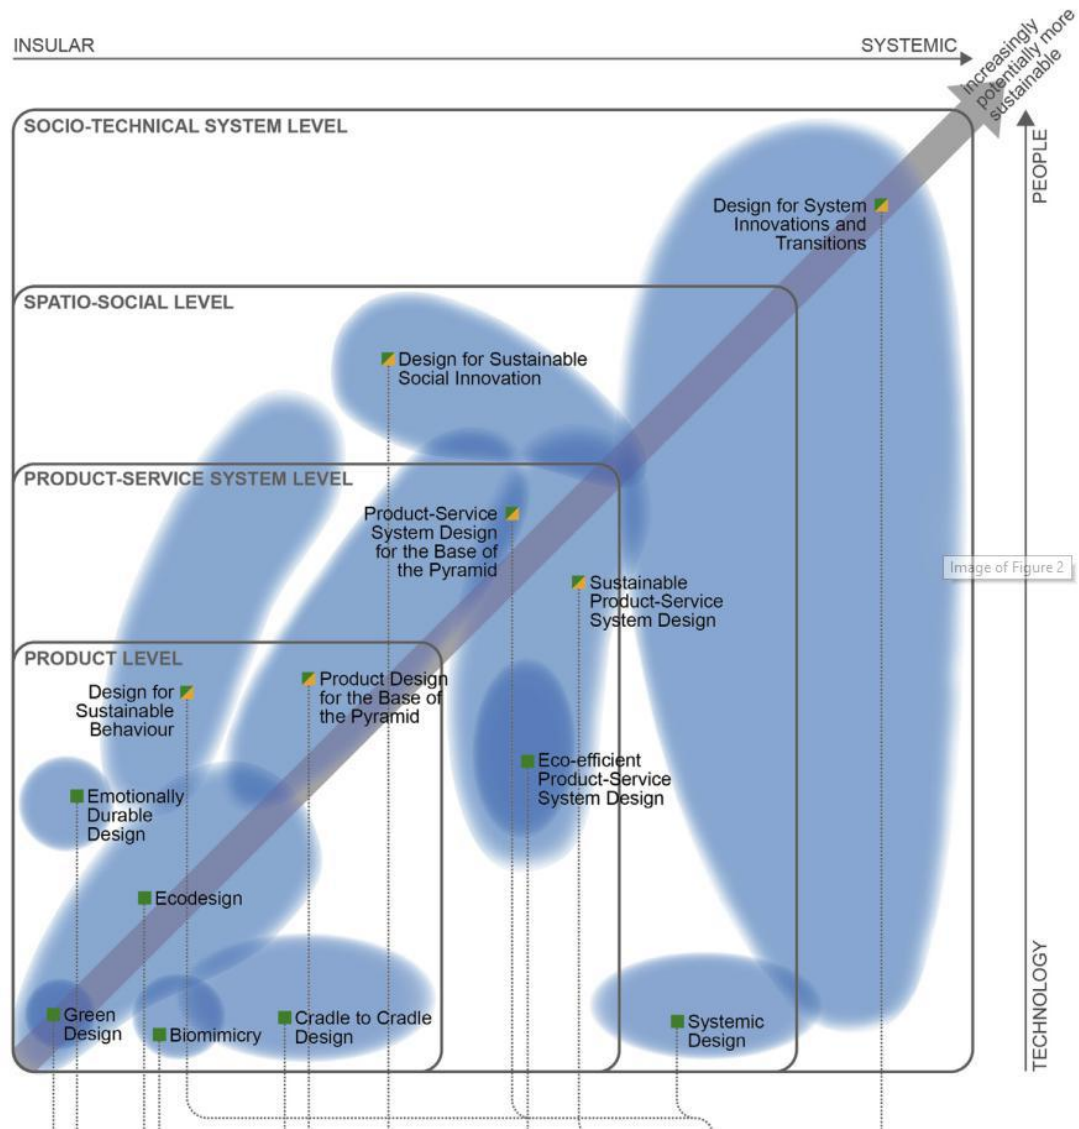 INSULAR
SYSTEMIC
increasingly
potentially more
sustainable
SOCIO-TECHNICAL SYSTEM LEVEL
PEOPLE
Design for System
Innovations and
Transitions
SPATIO-SOCIAL LEVEL
Design for Sustainable
Social Innovation
PRODUCT-SERVICE SYSTEM LEVEL
Product-Service
System Design
for the Base of
the Pyramid
Image of Figure 2
Sustainable
Product-Service
System Design
PRODUCT LEVEL
Design for
Sustainable
Behaviour
Product Design
for the Base of
the Pyramid
Eco-efficient
Product-Service
System Design
Emotionally
Durable
Design
Ecodesign
TECHNOLOGY
Green
Design
Biomimicry
Cradle to Cradle
Design
Systemic
Design